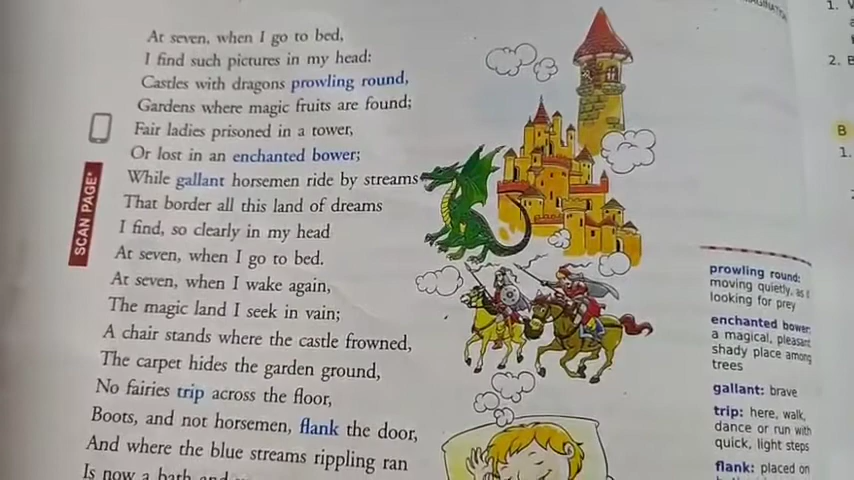 At seven, when I go to bed,
I find such pictures in my head:
Castles with dragons prowling round,
Gardens where magic fruits are found;
Fair ladies prisoned in a tower,
Or lost in an enchanted bower;
While gallant horsemen ride by streams
That border all this land of dreams
I find, so clearly in my head
At seven, when I go to bed.
At seven, when I wake again,
The magic land I seek in vain;
A chair stands where the castle frowned,
The carpet hides the garden ground,
No fairies trip across the floor,
Boots, and not horsemen, flank the door,
And where the blue streams rippling ran
Is now a bath and
SCAN PAGE*
prowling round:
moving quietly, as
looking for prey
enchanted bower:
a magical, pleasant
shady place among
trees
gallant: brave
trip: here, walk,
dance or run with
quick, light steps
flank: placed on
1.
2. B
B
1.